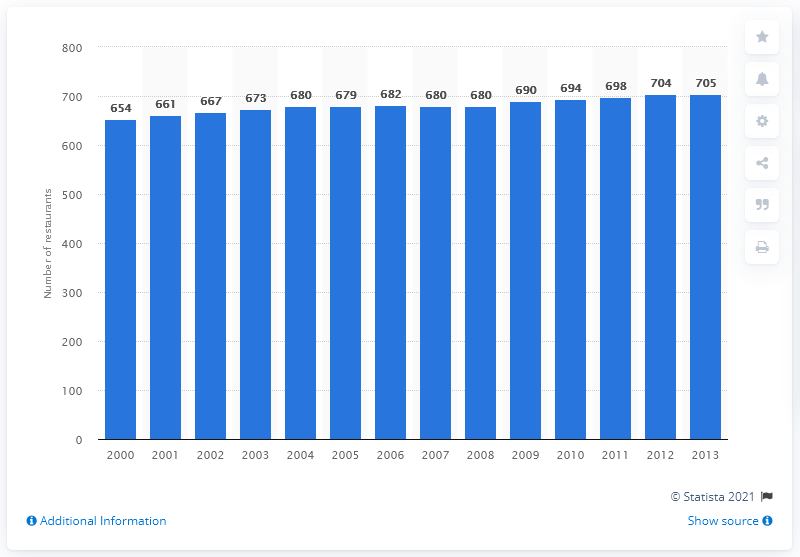 800
700
600
500
400
300
200
100
0
Number of restaurants
654 661 667 673 680 679 682 680 680 690 694 698 704 705
2000 2001 2002 2003 2004 2005 2006 2007 2008 2009 2010 2011 2012 2013
© Statista 2021
Additional Information
Show source